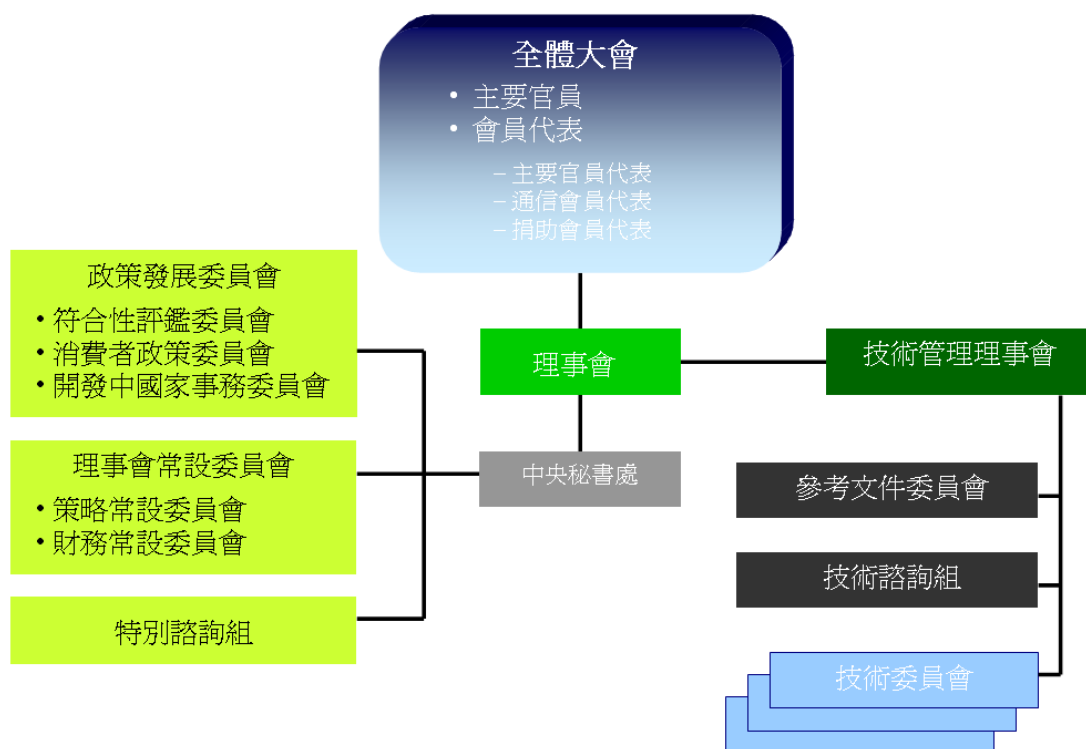 全體大會
• 主要官員
• 會員代表
– 主要官員代表
– 通信會員代表
– 捐助會員代表
政策發展委員會
• 符合性評鑑委員會
• 消費者政策委員會
• 開發中國家事務委員會
理事會
技術管理理事會
理事會常設委員會
• 策略常設委員會
• 財務常設委員會
中央秘書處
參考文件委員會
技術諮詢組
特別諮詢組
技術委員會